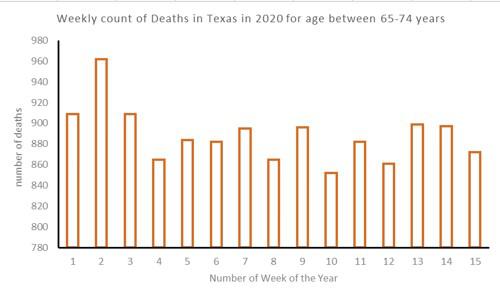 Weekly count of Deaths in Texas in 2020 for age between 65-74 years
980
960
940
920
900
880
860
840
820
800
780
number of deaths
1 2 3 4 5 6 7 8 9 10 11 12 13 14 15
Number of Week of the Year